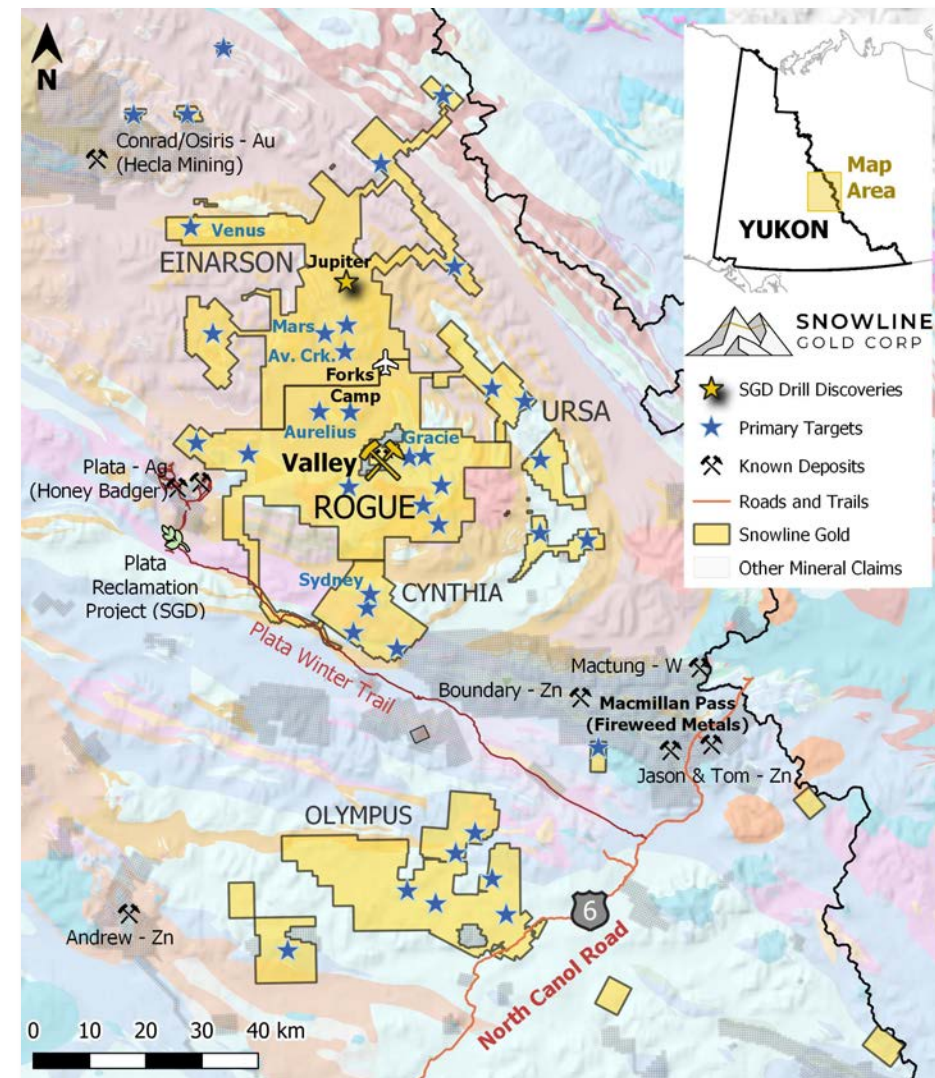 N
Conrad/Osiris - Au
(Hecla Mining)
Venus
EINARSON
Jupiter
Mars
Av. Crk.
Forks
Camp
Aurelius
Gracie
Valley
ROGUE
URSA
Plata - Ag
(Honey Badger)
Plata
Reclamation
Project (SGD)
Sydney
CYNTHIA
Plata Winter Trail
Mactung - W
Boundary - Zn
Macmillan Pass
(Fireweed Metals)
Jason & Tom - Zn
OLYMPUS
Andrew - Zn
6
North Canol Road
0 10 20 30 40 km
Map
Area
YUKON
SNOWLINE
GOLD CORP
SGD Drill Discoveries
Primary Targets
Known Deposits
Roads and Trails
Snowline Gold
Other Mineral Claims